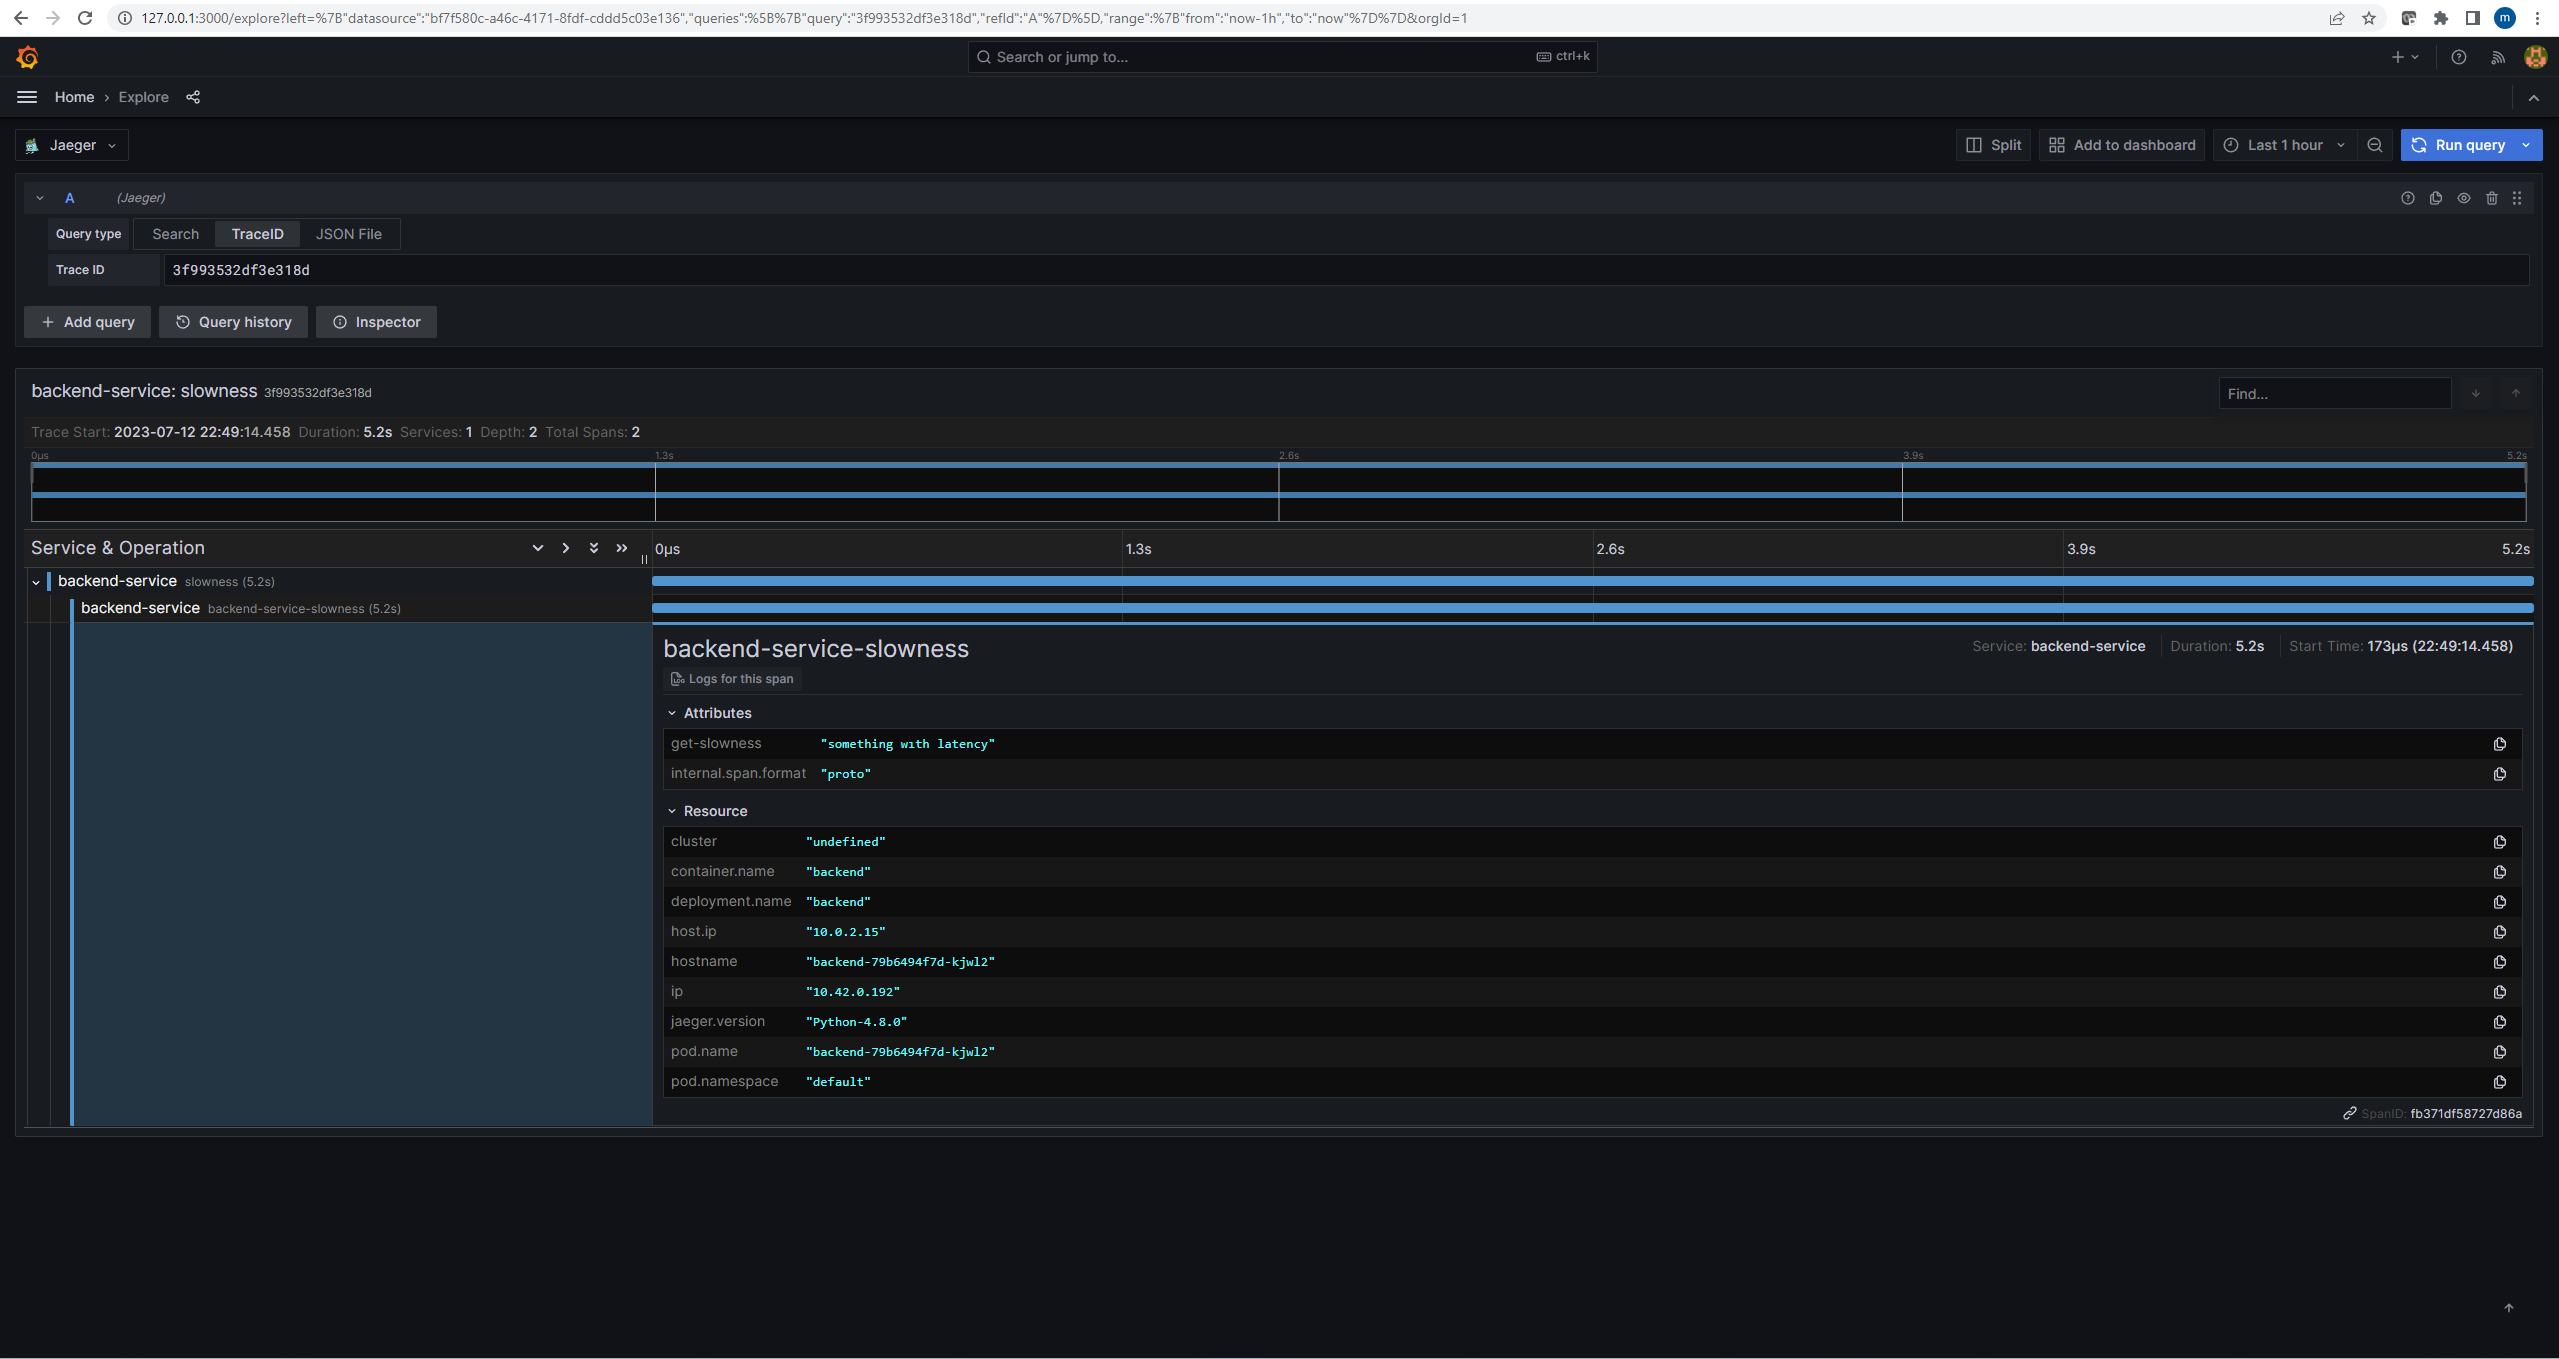 127.0.0.1:3000/explore?left=%7B"datasource":"bf7f580c-a46c-4171-8fdf-cddd5c03e136","queries":%5B%7B"query":"3f993532df3e318d","refId":"A"%7D%5D,"range":%7B"from":"now-1h","to":"now"%7D%7D&orgId=1
m
Search or jump to... ctrl+k
Home › Explore
Jaeger Split Add to dashboard Last 1 hour Run query
A (Jaeger)
Query type Search TraceID JSON File
Trace ID 3f993532df3e318d
+ Add query Query history Inspector
backend-service: slowness 3f993532df3e318d Find...
Trace Start: 2023-07-12 22:49:14.458 Duration: 5.2s Services: 1 Depth: 2 Total Spans: 2
0μs 1.3s 2.6s 3.9s 5.2s
Service & Operation 0μs 1.3s 2.6s 3.9s 5.2s
backend-service slowness (5.2s)
backend-service backend-service-slowness (5.2s)
backend-service-slowness Service: backend-service Duration: 5.2s Start Time: 173μs (22:49:14.458)
Logs for this span
Attributes
get-slowness "something with latency"
internal.span.format "proto"
Resource
cluster "undefined"
container.name "backend"
deployment.name "backend"
host.ip "10.0.2.15"
hostname "backend-79b6494f7d-kjwl2"
ip "10.42.0.192"
jaeger.version "Python-4.8.0"
pod.name "backend-79b6494f7d-kjwl2"
pod.namespace "default"
SpanID: fb371df58727d86a